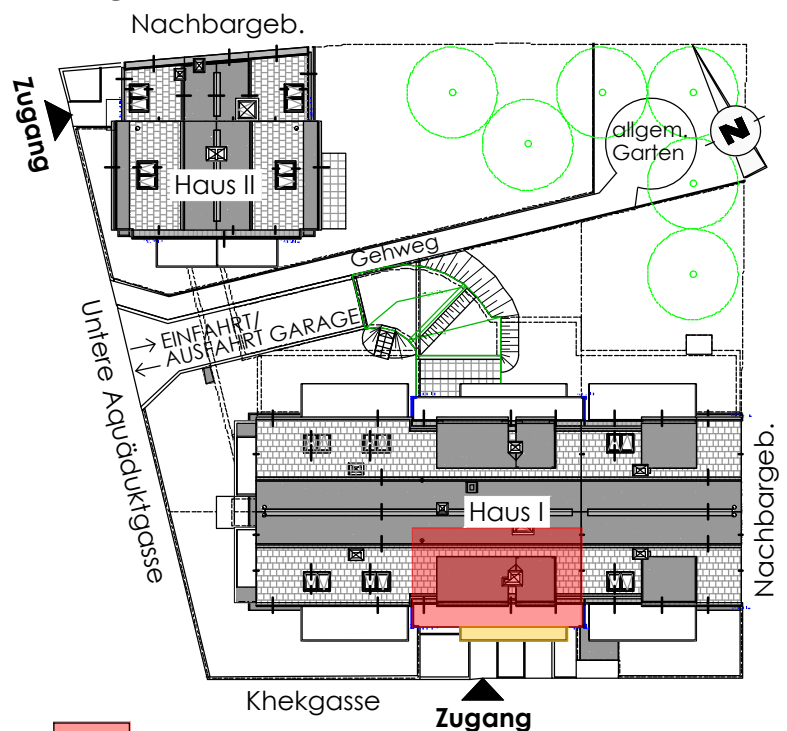 Nachbargeb.
Zugang
allgem.
Garten
N
Haus II
Gehweg
EINFAHRT/
AUSFAHRT GARAGE
Untere Aquäduktgasse
Haus I
Nachbargeb.
Khekgasse
Zugang